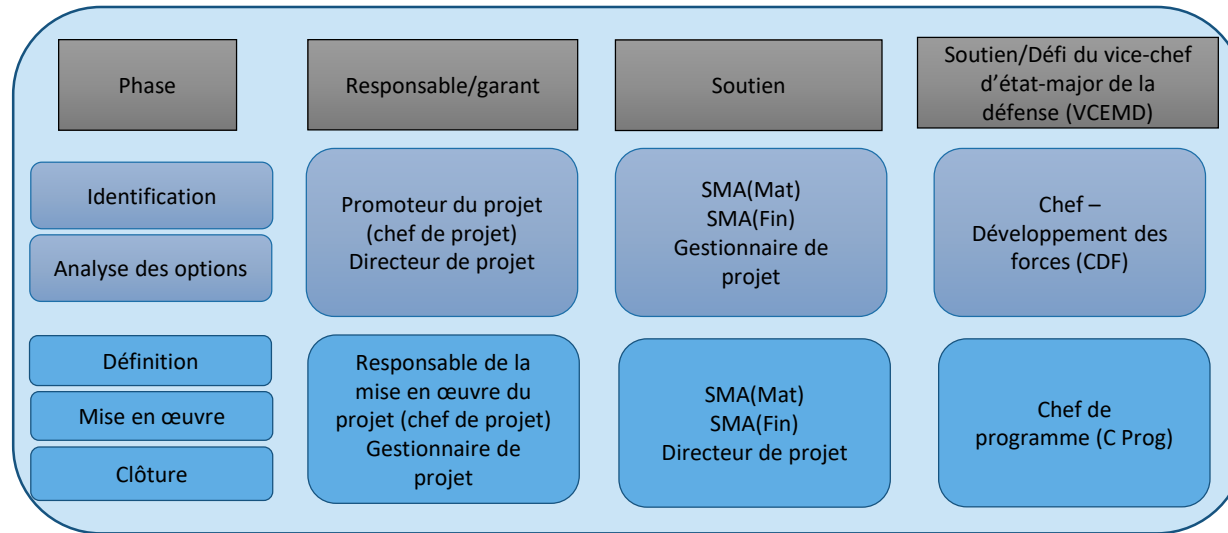 Phase
Responsable/garant
Soutien
Soutien/Défi du vice-chef
d'état-major de la
défense (VCEMD)
Identification
Analyse des options
Promoteur du projet
(chef de projet)
Directeur de projet
SMA(Mat)
SMA(Fin)
Gestionnaire de
projet
Chef –
Développement des
forces (CDF)
Définition
Mise en œuvre
Clôture
Responsable de la
mise en œuvre du
projet (chef de projet)
Gestionnaire de
projet
SMA(Mat)
SMA(Fin)
Directeur de projet
Chef de
programme (C Prog)